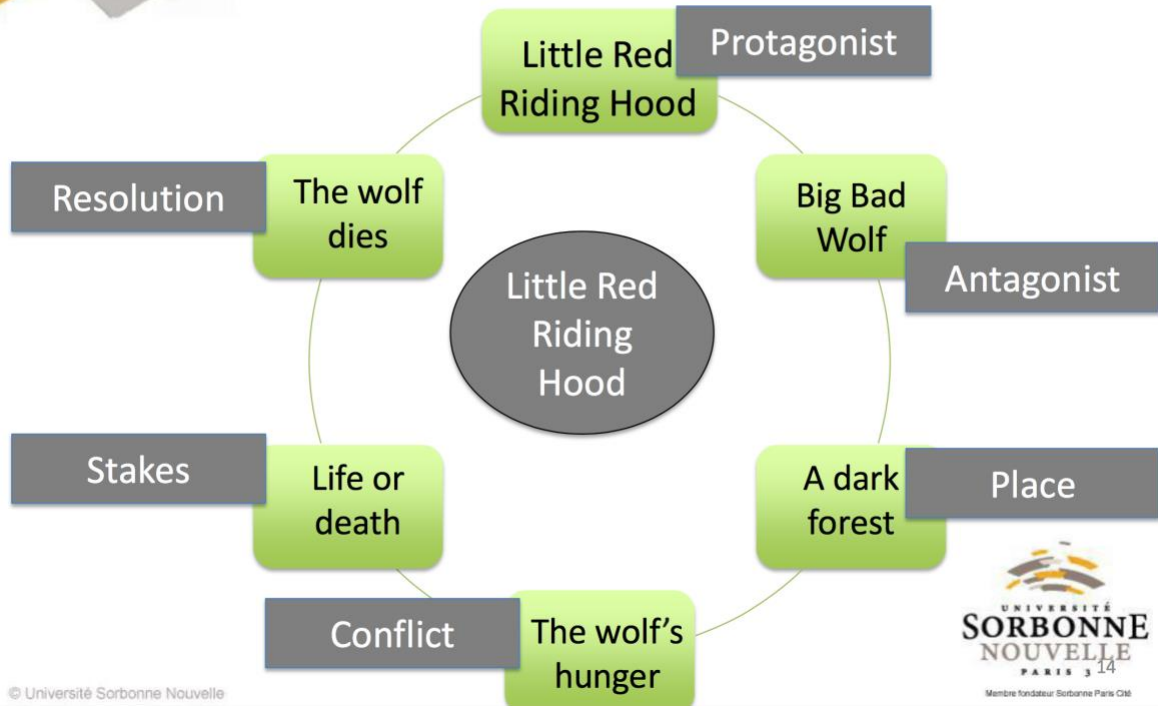 Little Red
Riding Hood
Protagonist
Big Bad
Wolf
Antagonist
A dark
forest
Place
The wolf's
hunger
Conflict
Life or
death
Stakes
The wolf
dies
Resolution
Little Red
Riding
Hood
© Université Sorbonne Nouvelle
UNIVERSITÉ
SORBONNE
NOUVELLE
PARIS 3
14
Membre fondateur Sorbonne Paris Cité